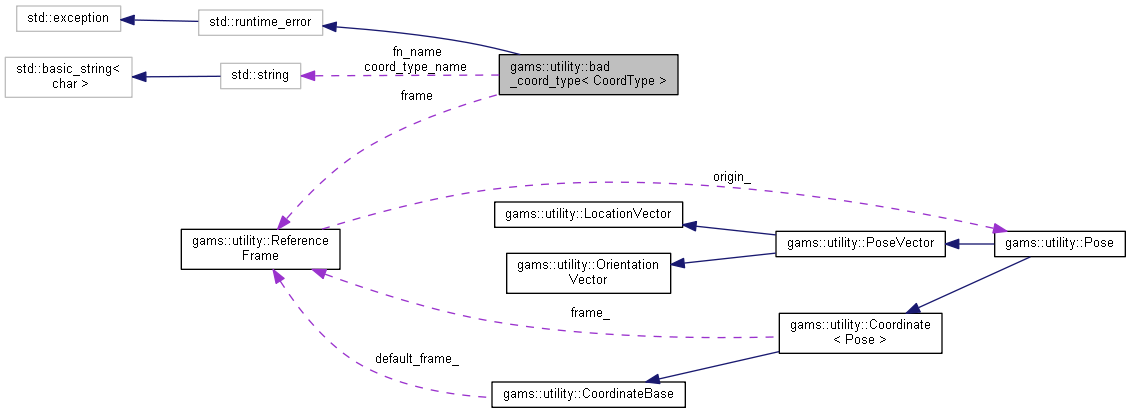 std::exception
std::runtime_error
fn_name
coord_type_name
gams::utility::bad
_coord_type< CoordType >
std::basic_string<
char >
std::string
frame
origin_
gams::utility::LocationVector
gams::utility::Reference
Frame
gams::utility::PoseVector
gams::utility::Pose
gams::utility::Orientation
Vector
frame_
gams::utility::Coordinate
< Pose >
default_frame_
gams::utility::CoordinateBase